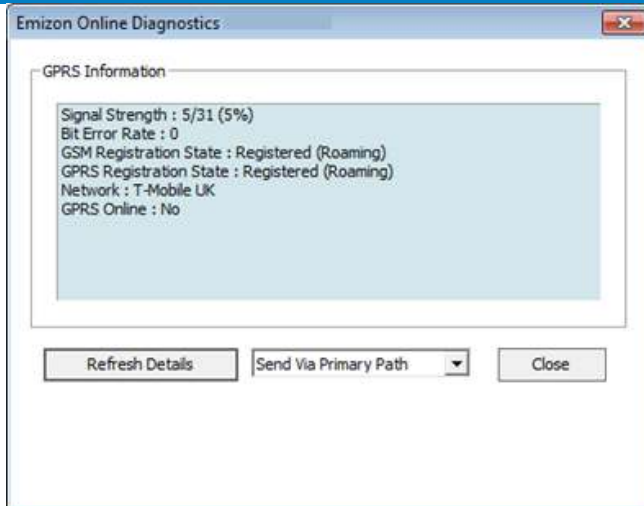 Emizon Online Diagnostics
GPRS Information
Signal Strength : 5/31 (5%)
Bit Error Rate : 0
GSM Registration State : Registered (Roaming)
GPRS Registration State : Registered (Roaming)
Network : T-Mobile UK
GPRS Online : No
Refresh Details
Send Via Primary Path
Close